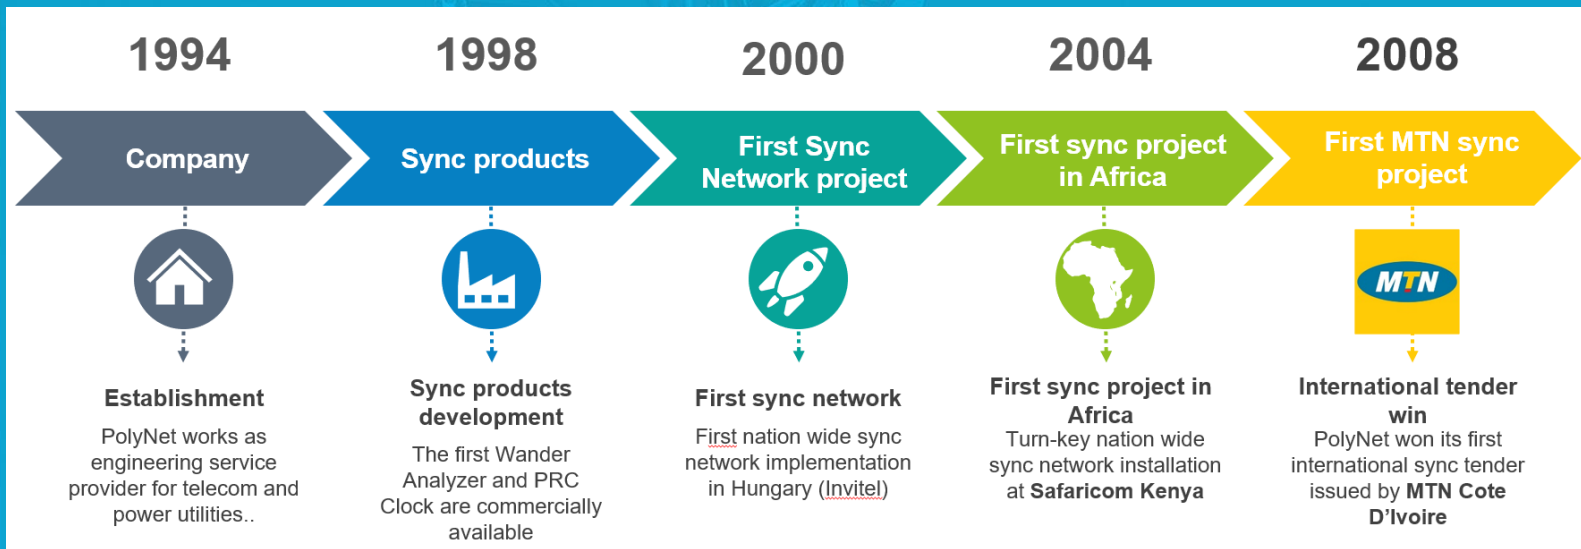 1994
1998
2000
2004
2008
Company
Sync products
First Sync
Network project
First sync project
in Africa
First MTN sync
project
MTN
Establishment
PolyNet works as
engineering service
provider for telecom and
power utilities..
Sync products
development
The first Wander
Analyzer and PRC
Clock are commercially
available
First sync network
First nation wide sync
network implementation
in Hungary (Invitel)
First sync project in
Africa
Turn-key nation wide
sync network installation
at Safaricom Kenya
International tender
win
PolyNet won its first
international sync tender
issued by MTN Cote
D’Ivoire